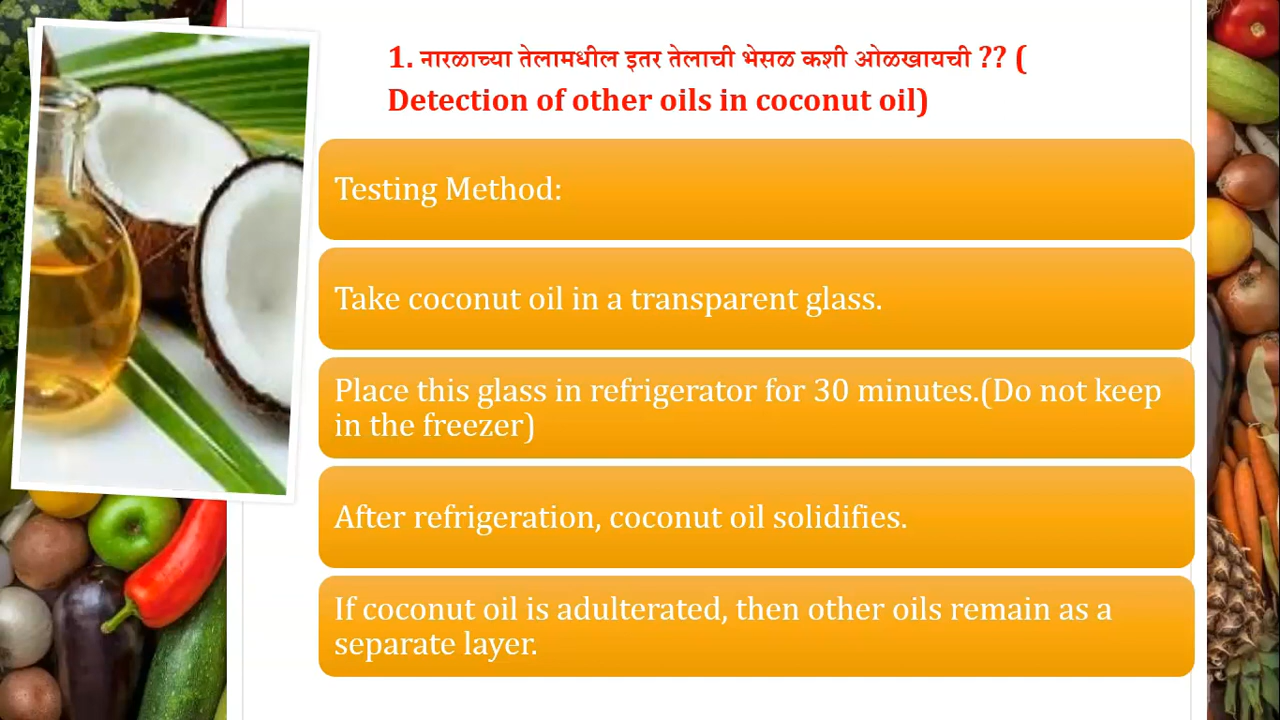 1. नारळाच्या तेलामधील इतर तेलाची भेसळ कशी ओळखायची ?? (
Detection of other oils in coconut oil)
Testing Method:
Take coconut oil in a transparent glass.
Place this glass in refrigerator for 30 minutes.(Do not keep
in the freezer)
After refrigeration, coconut oil solidifies.
If coconut oil is adulterated, then other oils remain as a
separate layer.